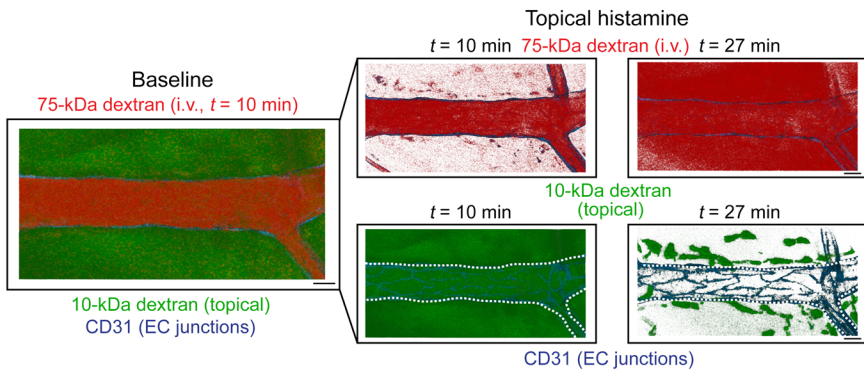 Topical histamine
t = 10 min 75-kDa dextran (i.v.) t = 27 min
Baseline
75-kDa dextran (i.v., t = 10 min)
10-kDa dextran
(topical)
t = 10 min t = 27 min
10-kDa dextran (topical)
CD31 (EC junctions)
CD31 (EC junctions)